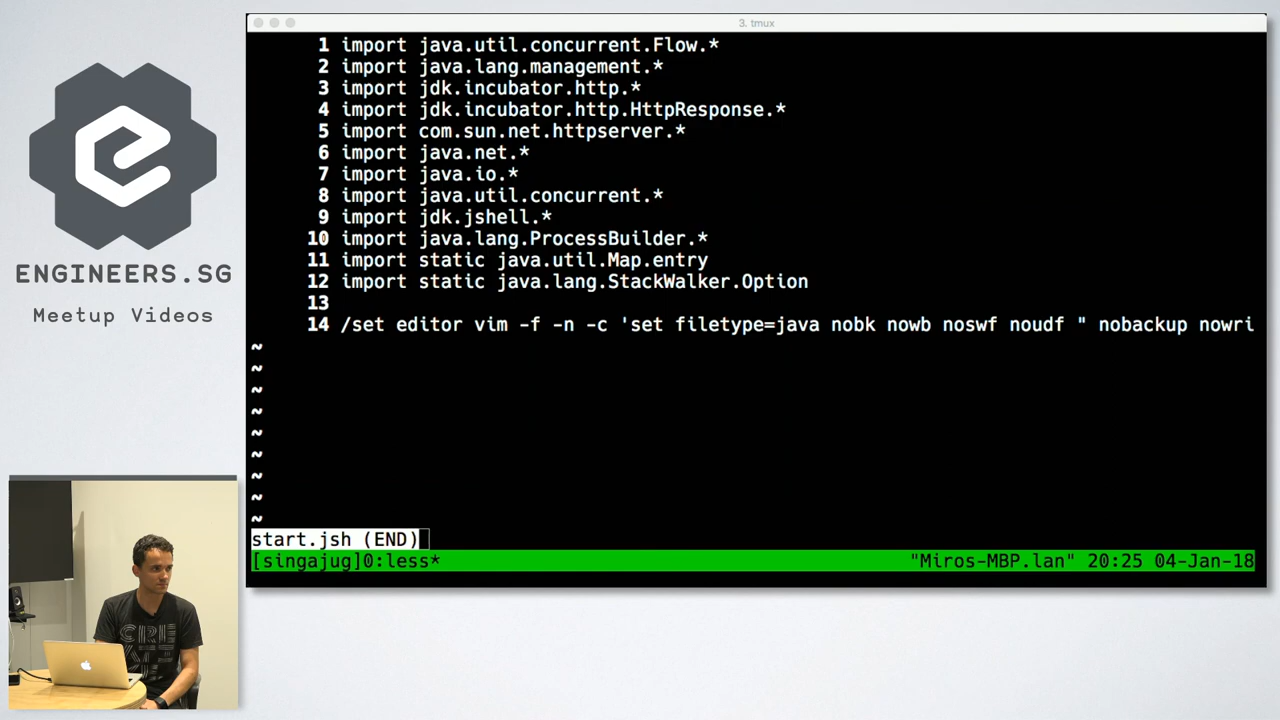 3. tmux
1 import java.util.concurrent.Flow.*
2 import java.lang.management.*
3 import jdk.incubator.http.*
4 import jdk.incubator.http.HttpResponse.*
5 import com.sun.net.httpserver.*
6 import java.net.*
7 import java.io.*
8 import java.util.concurrent.*
9 import jdk.jshell.*
10 import java.lang.ProcessBuilder.*
11 import static java.util.Map.entry
12 import static java.lang.StackWalker.Option
13
14 /set editor vim -f -n -c 'set filetype=java nobk nowb noswf noudf " nobackup nowri
~
~
~
~
~
~
~
~
~
start.jsh (END)
[singajug]0:less* "Miros-MBP.lan" 20:25 04-Jan-18
ENGINEERS.SG
Meetup Videos